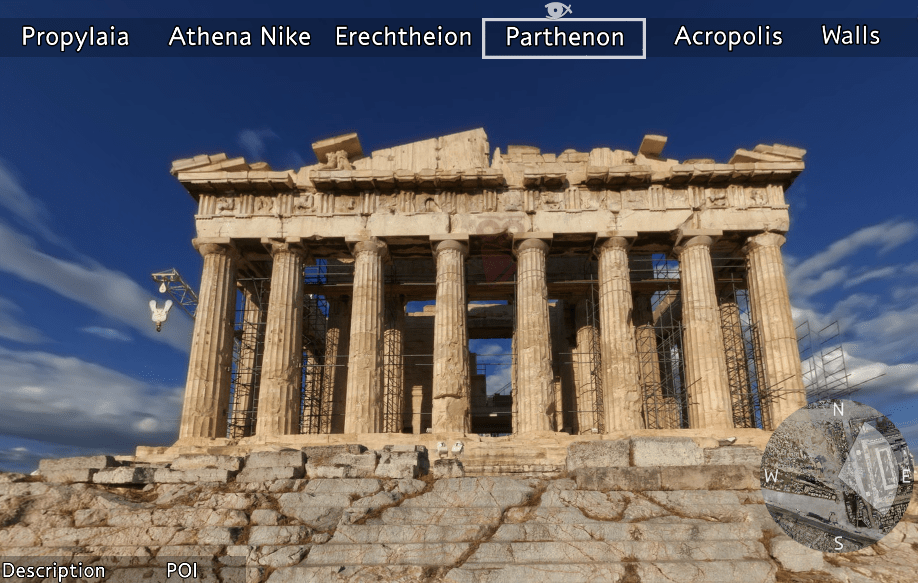 Propylaia Athena Nike Erechtheion Parthenon Acropolis Walls
N
W E
S
Description POI